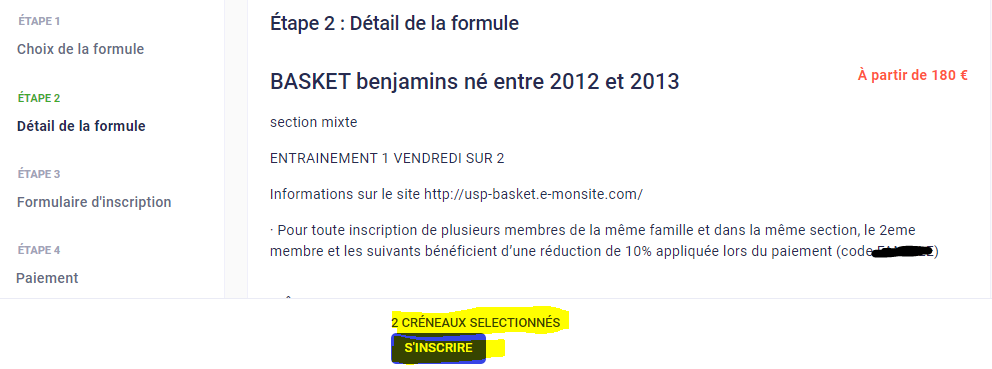 ÉTAPE 1
Choix de la formule
ÉTAPE 2
Détail de la formule
ÉTAPE 3
Formulaire d'inscription
ÉTAPE 4
Paiement
Étape 2 : Détail de la formule
BASKET benjamins né entre 2012 et 2013
À partir de 180 €
section mixte
ENTRAINEMENT 1 VENDREDI SUR 2
Informations sur le site http://usp-basket.e-monsite.com/
· Pour toute inscription de plusieurs membres de la même famille et dans la même section, le 2eme
membre et les suivants bénéficient d’une réduction de 10% appliquée lors du paiement (code )
2 CRÉNEAUX SELECTIONNÉS
S'INSCRIRE